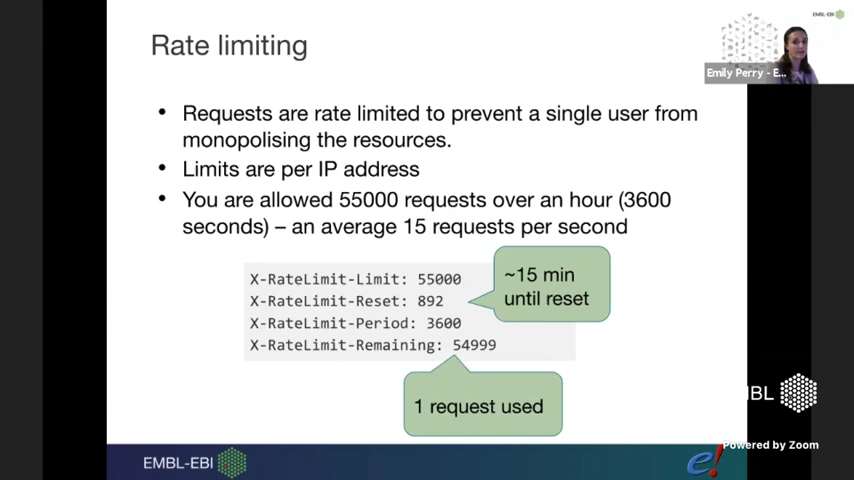 Rate limiting
EMBL-EBI
Emily Perry - E...
• Requests are rate limited to prevent a single user from
monopolising the resources.
• Limits are per IP address
• You are allowed 55000 requests over an hour (3600
seconds) – an average 15 requests per second
X-RateLimit-Limit: 55000
X-RateLimit-Reset: 892
X-RateLimit-Period: 3600
X-RateLimit-Remaining: 54999
~15 min
until reset
1 request used
BL
Powered by Zoom
EMBL-EBI
e!